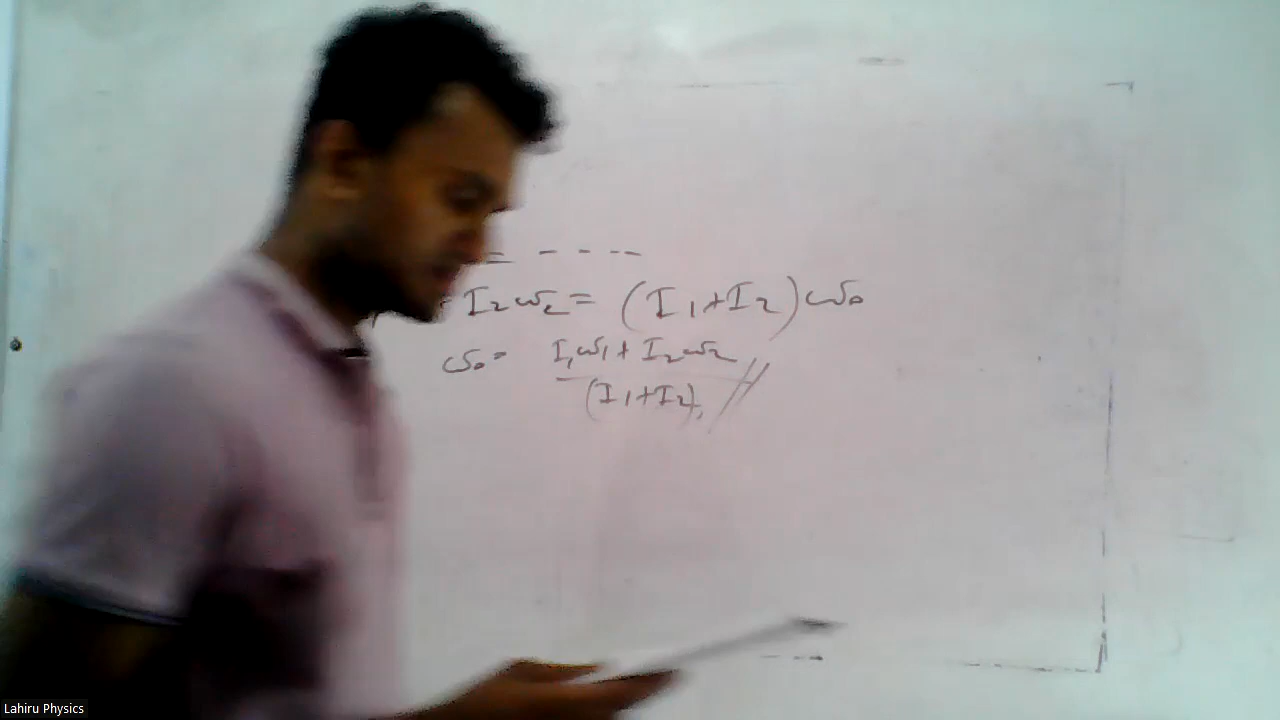 = - - - -
I₂ω₂ = (I₁+I₂)ω₀
ω₀ = I₁ω₁ + I₂ω₂
(I₁+I₂)
Lahiru Physics